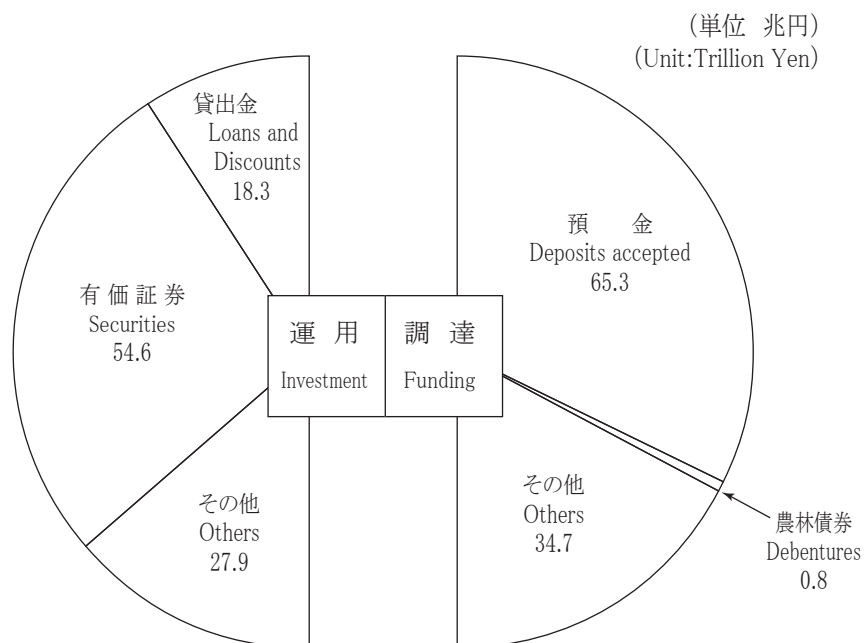 (単位 兆円)
(Unit:Trillion Yen)
貸出金
Loans and
Discounts
18.3
有価証券
Securities
54.6
その他
Others
27.9
運用
Investment
調達
Funding
預金
Deposits accepted
65.3
その他
Others
34.7
農林債券
Debentures
0.8